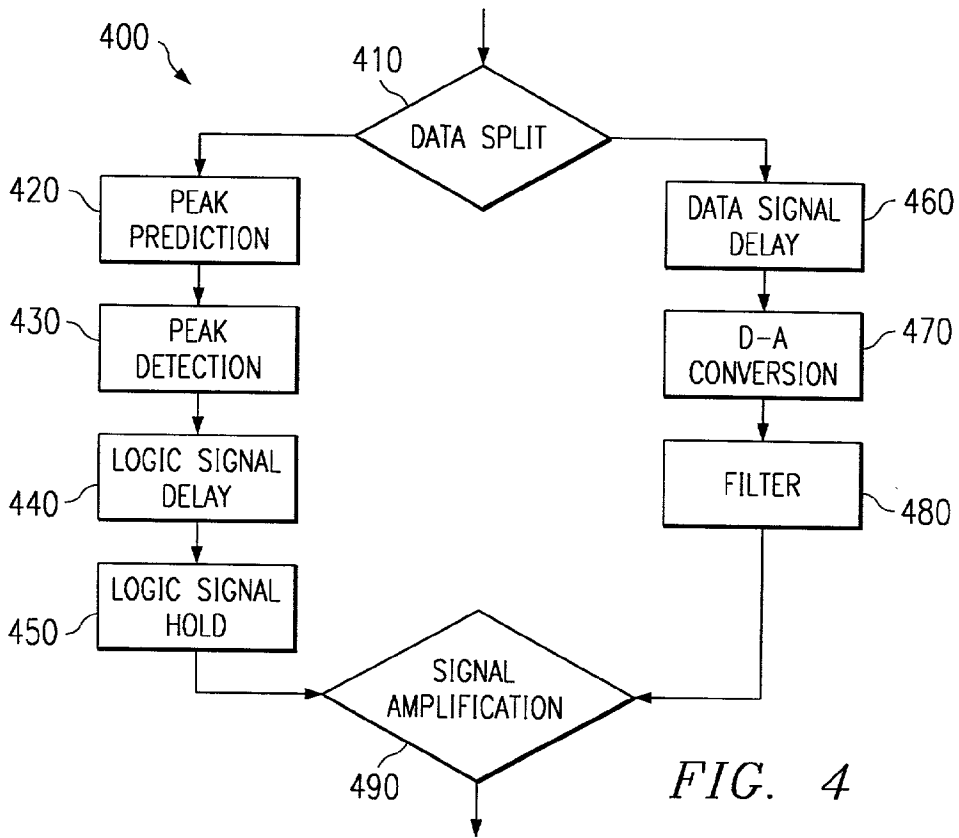 400
410
DATA SPLIT
420
PEAK
PREDICTION
DATA SIGNAL
DELAY
460
430
PEAK
DETECTION
D-A
CONVERSION
470
LOGIC SIGNAL
DELAY
440
FILTER
480
LOGIC SIGNAL
HOLD
450
SIGNAL
AMPLIFICATION
490
FIG. 4